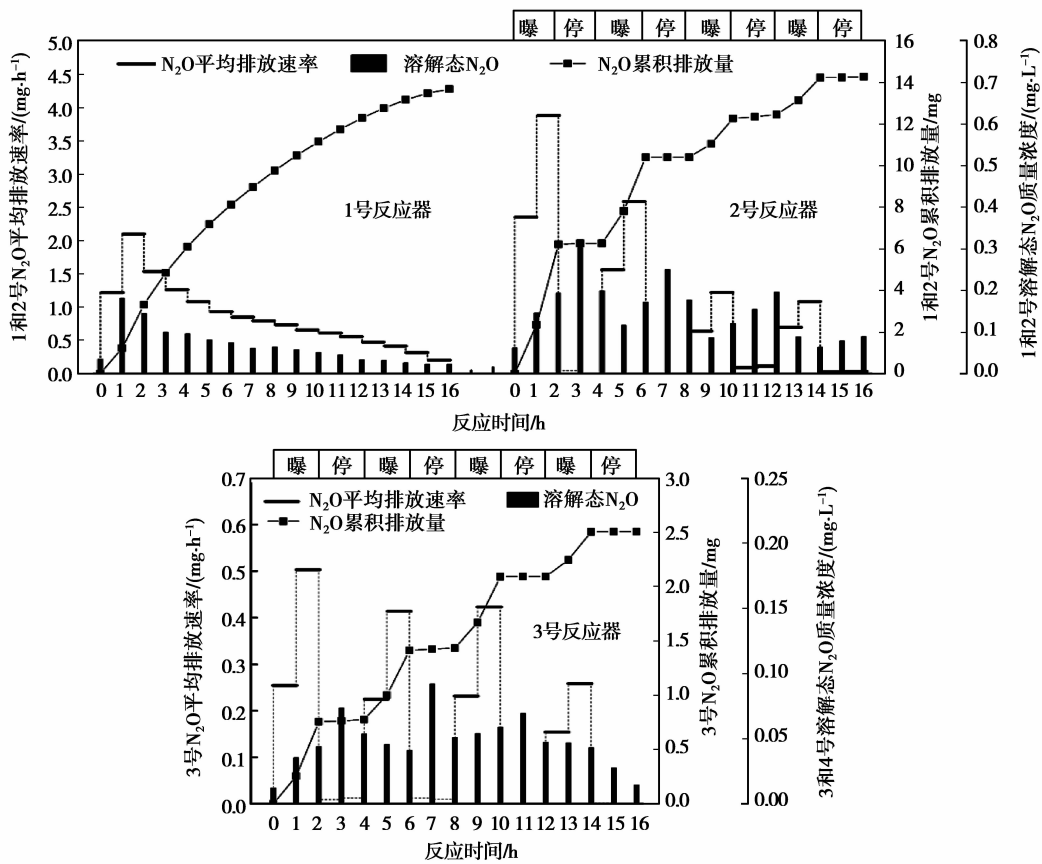 曝 停 曝 停 曝 停 曝 停
N₂O平均排放速率 溶解态N₂O N₂O累积排放量
1和2号N₂O平均排放速率/(mg·h⁻¹)
5.0
4.5
4.0
3.5
3.0
2.5
2.0
1.5
1.0
0.5
0.0
1号反应器
2号反应器
16
14
12
10
8
6
4
2
0
1和2号N₂O累积排放量/mg
0.8
0.7
0.6
0.5
0.4
0.3
0.2
0.1
0.0
1和2号溶解态N₂O质量浓度/(mg·L⁻¹)
0 1 2 3 4 5 6 7 8 9 10 11 12 13 14 15 16
0 1 2 3 4 5 6 7 8 9 10 11 12 13 14 15 16
反应时间/h
曝 停 曝 停 曝 停 曝 停
N₂O平均排放速率 溶解态N₂O
N₂O累积排放量
3号N₂O平均排放速率/(mg·h⁻¹)
0.7
0.6
0.5
0.4
0.3
0.2
0.1
0.0
3号反应器
3.0
2.5
2.0
1.5
1.0
0.5
0.0
3号N₂O累积排放量/mg
0.25
0.20
0.15
0.10
0.05
0.00
3和4号溶解态N₂O质量浓度/(mg·L⁻¹)
0 1 2 3 4 5 6 7 8 9 10 11 12 13 14 15 16
反应时间/h